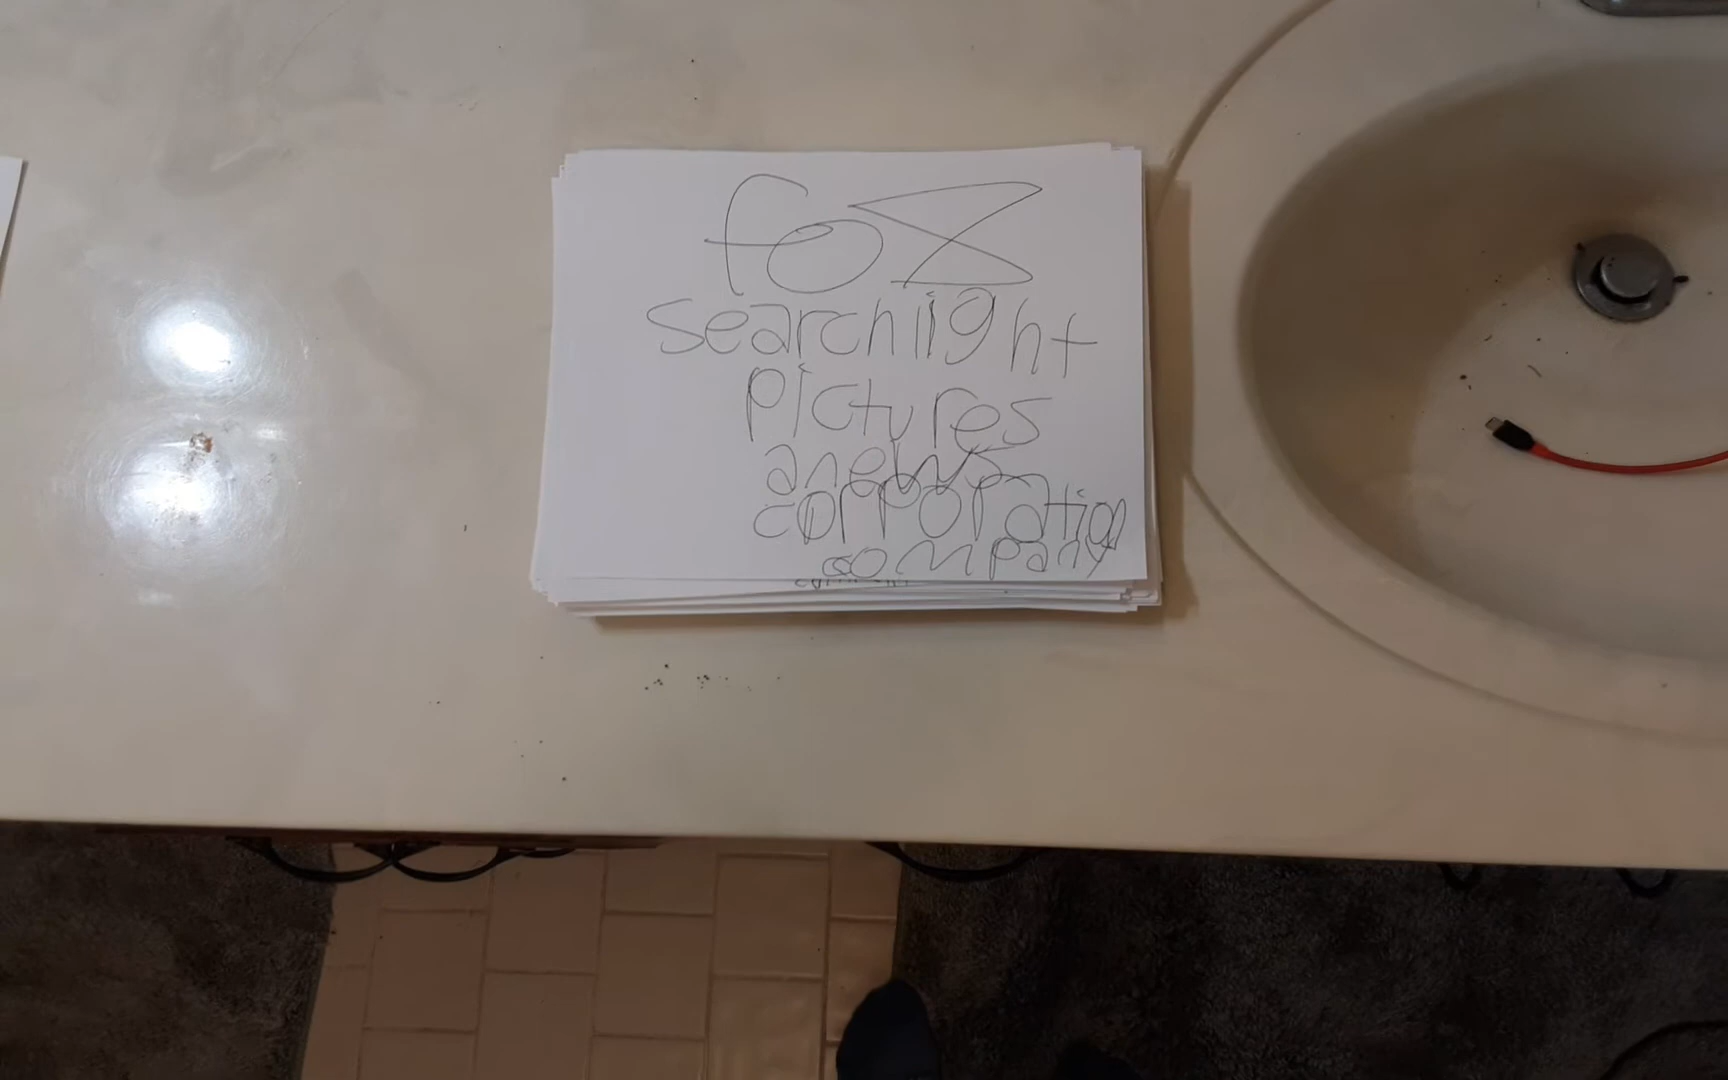 fox
searchlight
pictures
a news
corporation
company